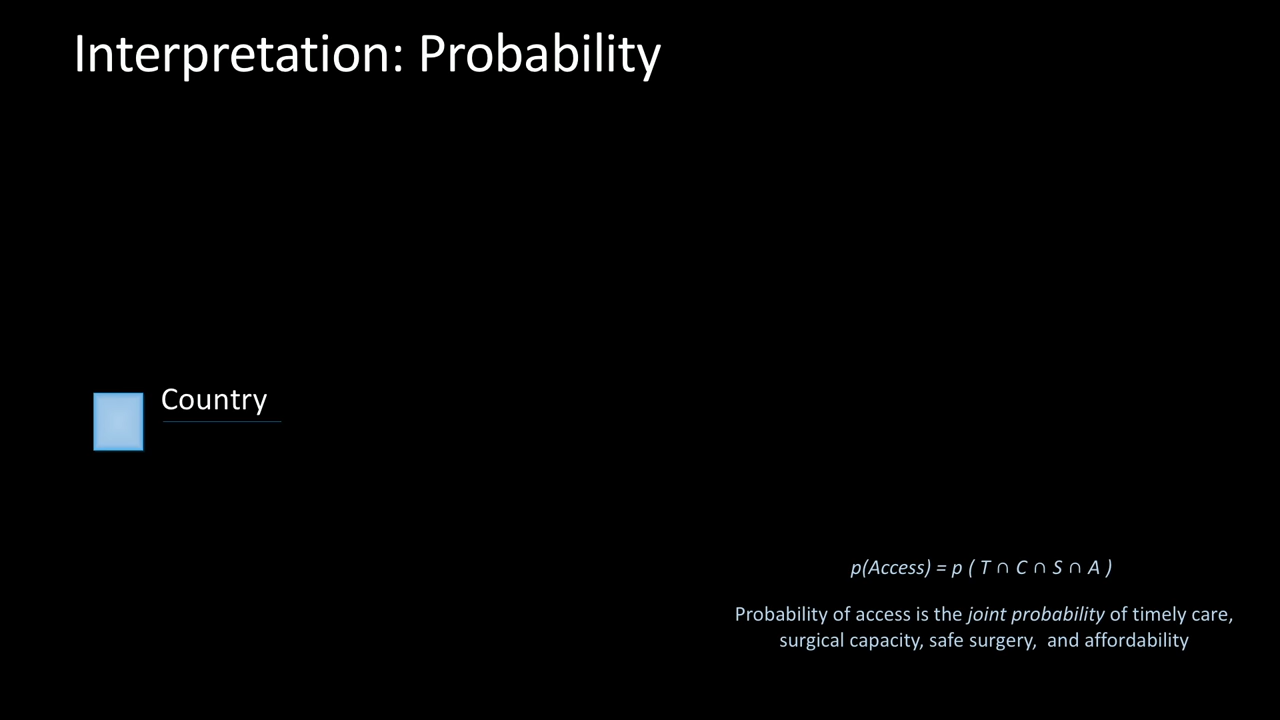 Interpretation: Probability
Country
p(Access) = p ( T ∩ C ∩ S ∩ A )
Probability of access is the joint probability of timely care,
surgical capacity, safe surgery,  and affordability